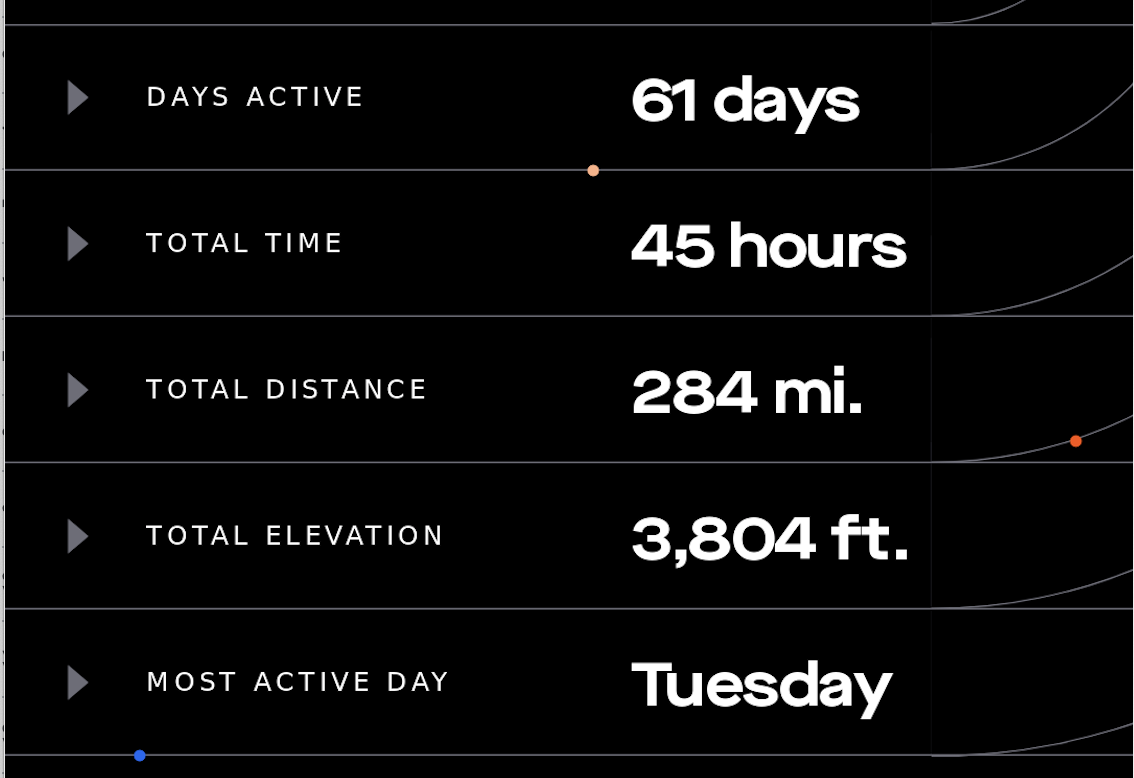 DAYS ACTIVE 61 days
TOTAL TIME 45 hours
TOTAL DISTANCE 284 mi.
TOTAL ELEVATION 3,804 ft.
MOST ACTIVE DAY Tuesday